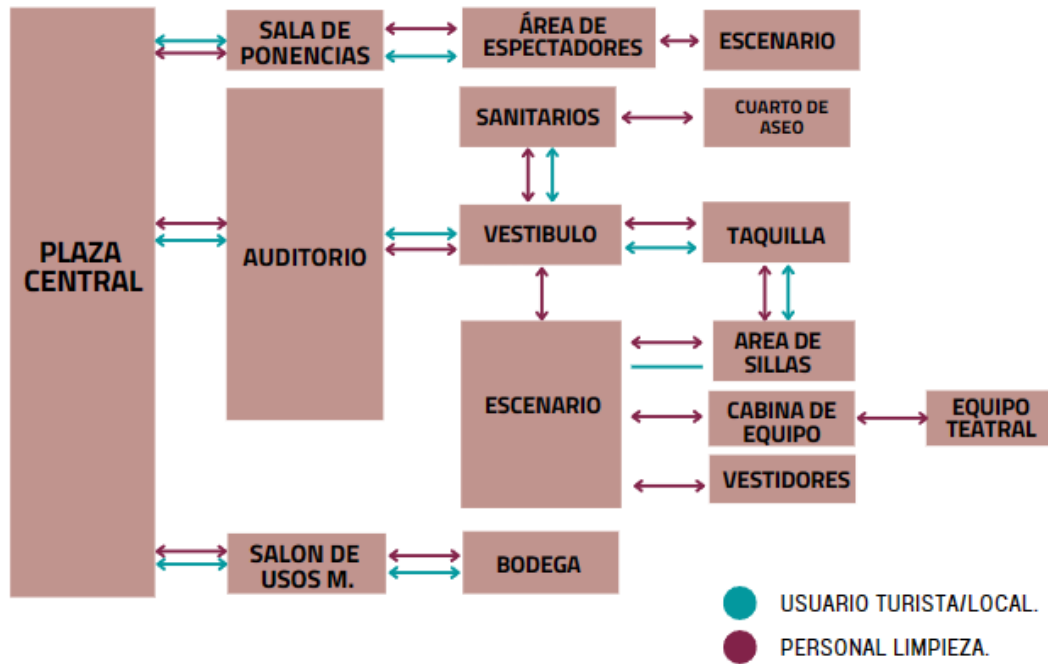 PLAZA
CENTRAL
SALA DE
PONENCIAS
ÁREA DE
ESPECTADORES
ESCENARIO
SANITARIOS
CUARTO DE
ASEO
AUDITORIO
VESTIBULO
TAQUILLA
ESCENARIO
AREA DE
SILLAS
CABINA DE
EQUIPO
EQUIPO
TEATRAL
VESTIDORES
SALON DE
USOS M.
BODEGA
USUARIO TURISTA/LOCAL.
PERSONAL LIMPIEZA.